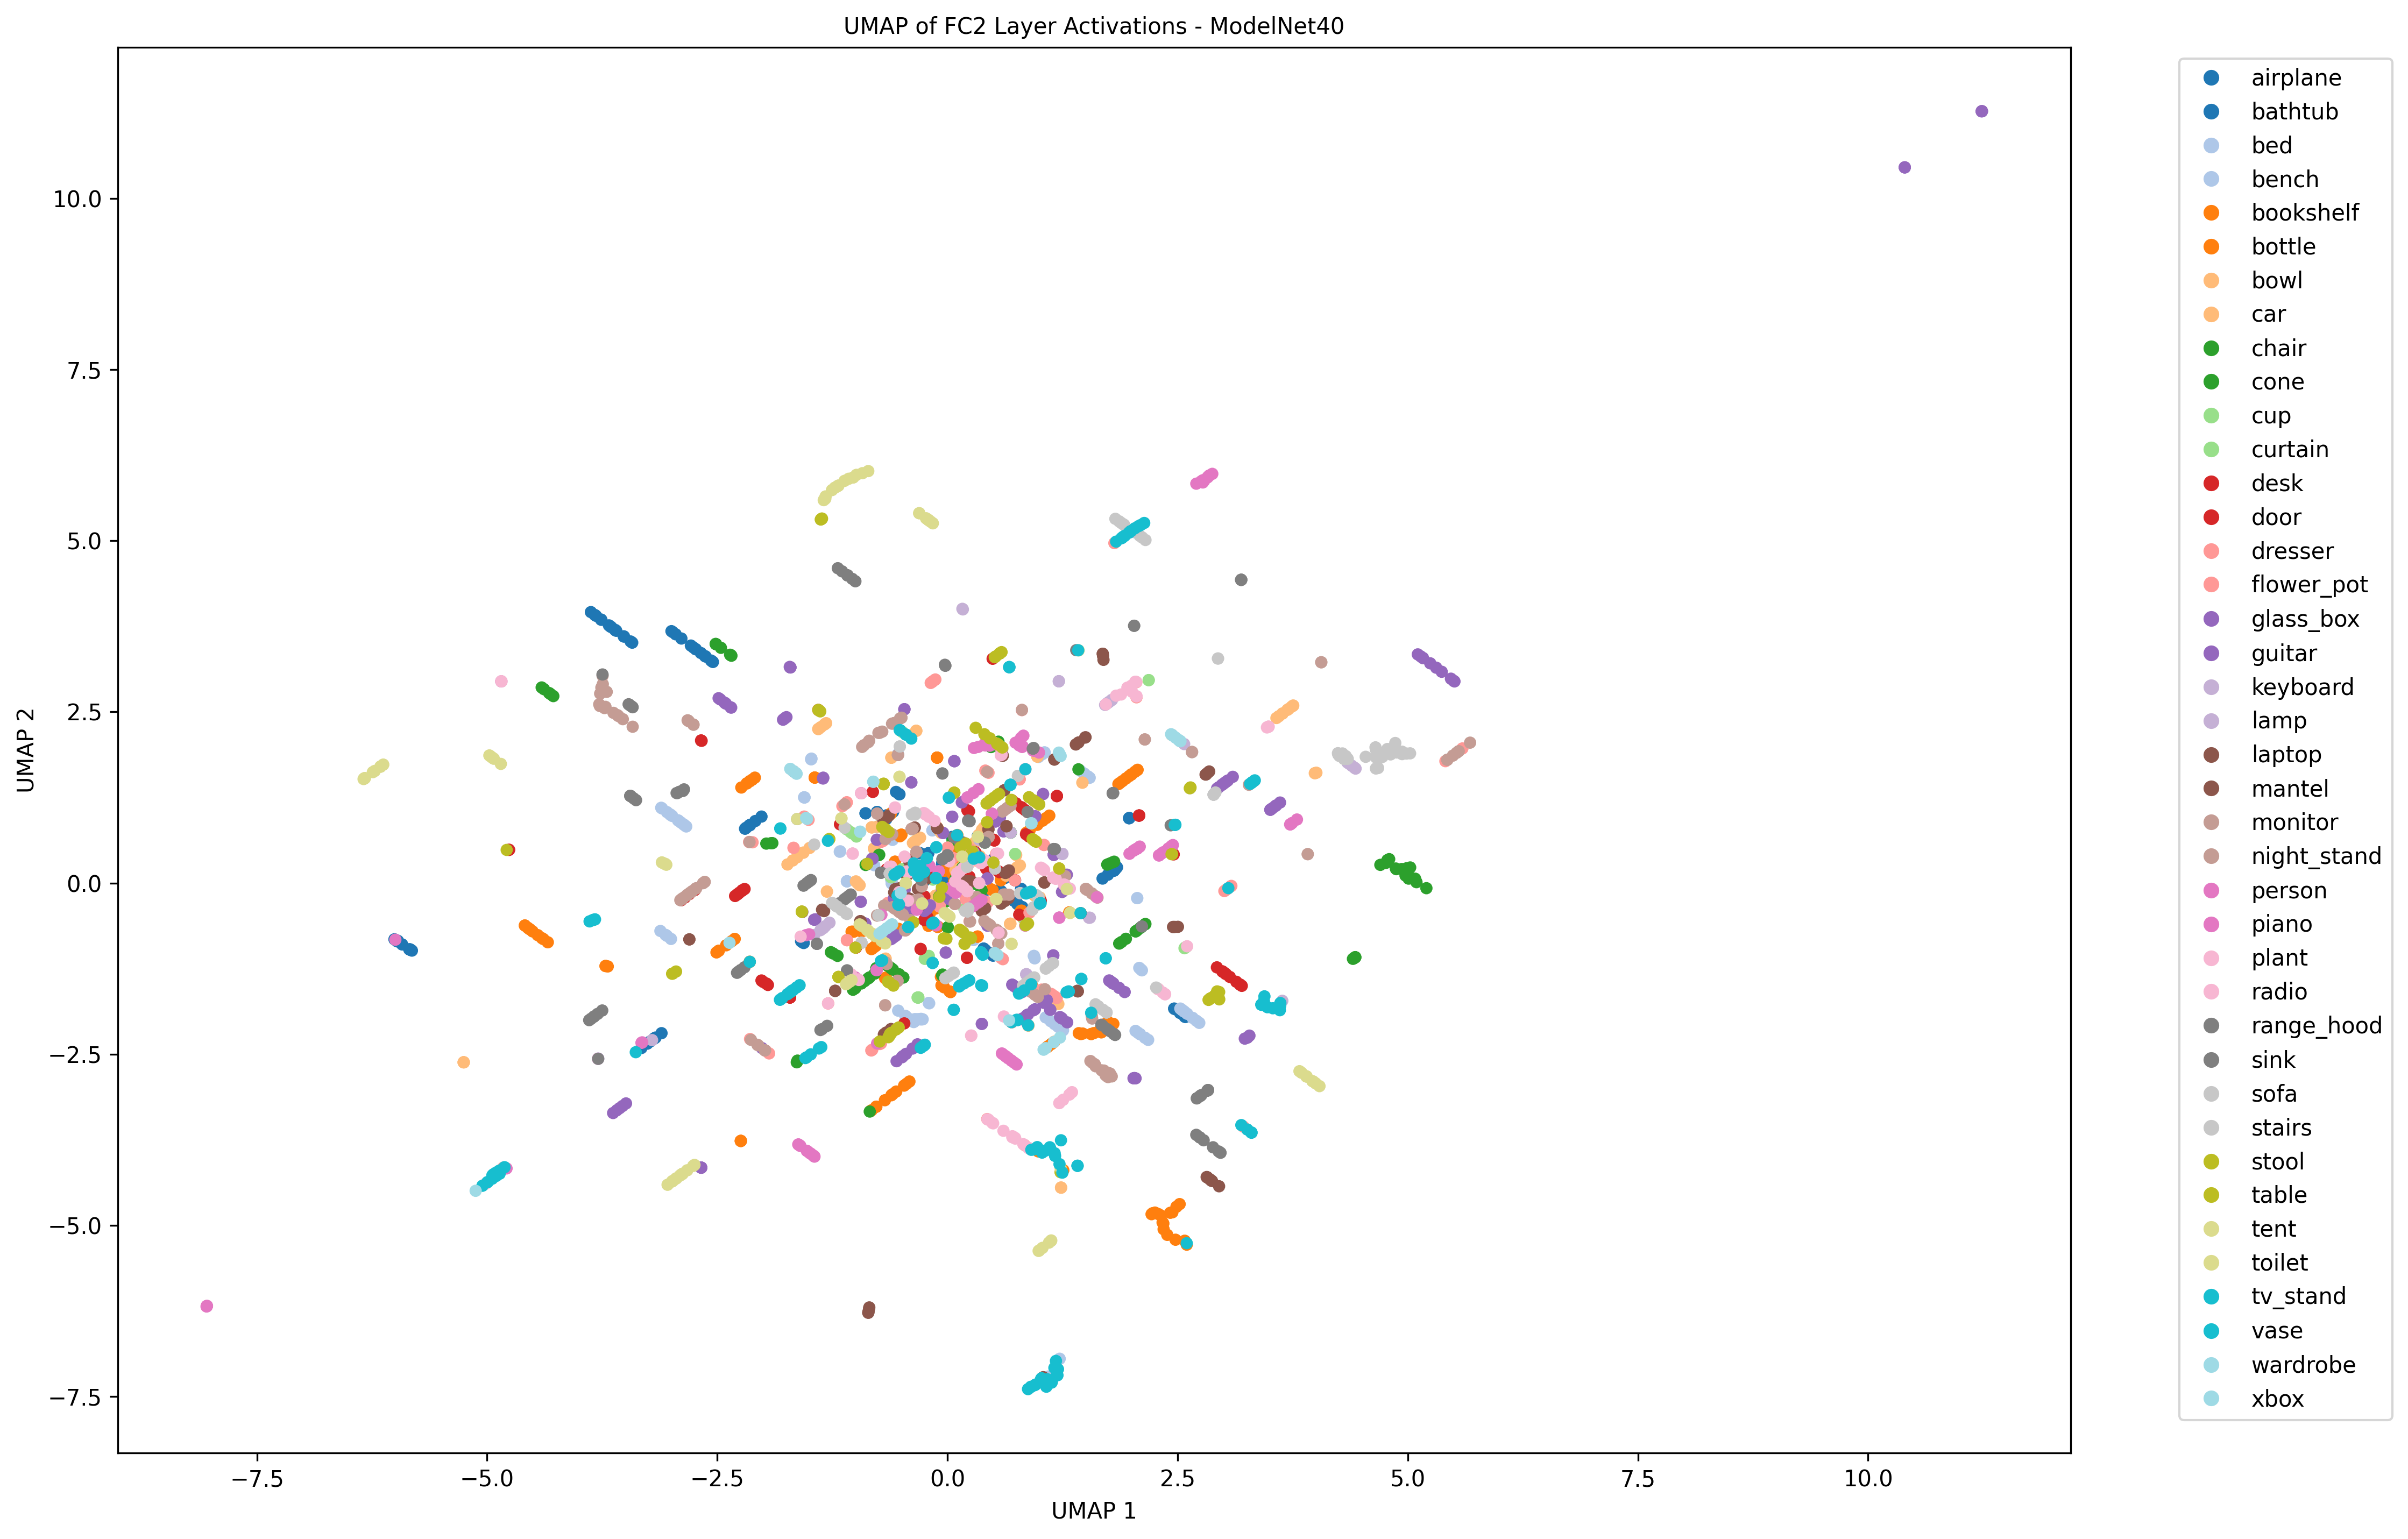 UMAP of FC2 Layer Activations - ModelNet40
10.0
7.5
5.0
2.5
0.0
−2.5
−5.0
−7.5
UMAP 2
−7.5 −5.0 −2.5 0.0 2.5 5.0 7.5 10.0
UMAP 1
airplane
bathtub
bed
bench
bookshelf
bottle
bowl
car
chair
cone
cup
curtain
desk
door
dresser
flower_pot
glass_box
guitar
keyboard
lamp
laptop
mantel
monitor
night_stand
person
piano
plant
radio
range_hood
sink
sofa
stairs
stool
table
tent
toilet
tv_stand
vase
wardrobe
xbox